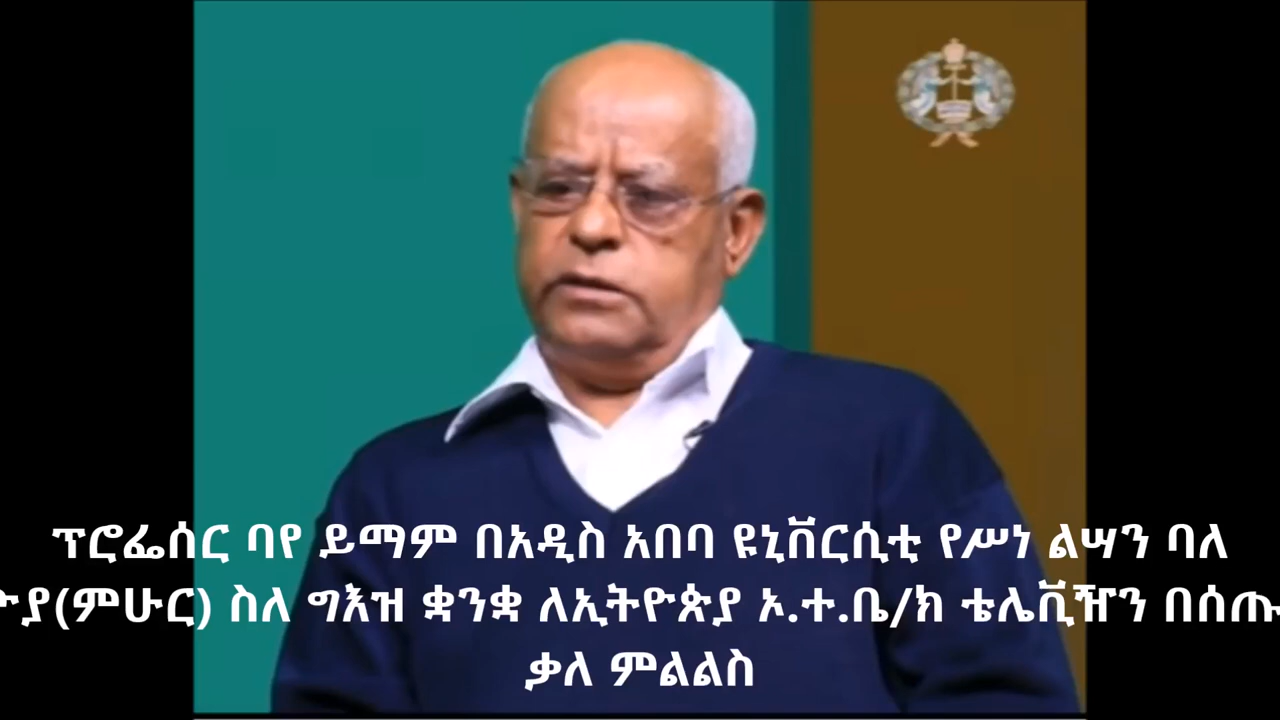 ፕሮፌሰር ባየ ይማም በአዲስ አበባ ዩኒቨርሲቲ የሥነ ልሣን ባለ
(ምሁር) ስለ ግእዝ ቋንቋ ለኢትዮጵያ ኦ.ተ.ቤ/ክ ቴሌቪዥን በሰጡ
ቃለ ምልልስ